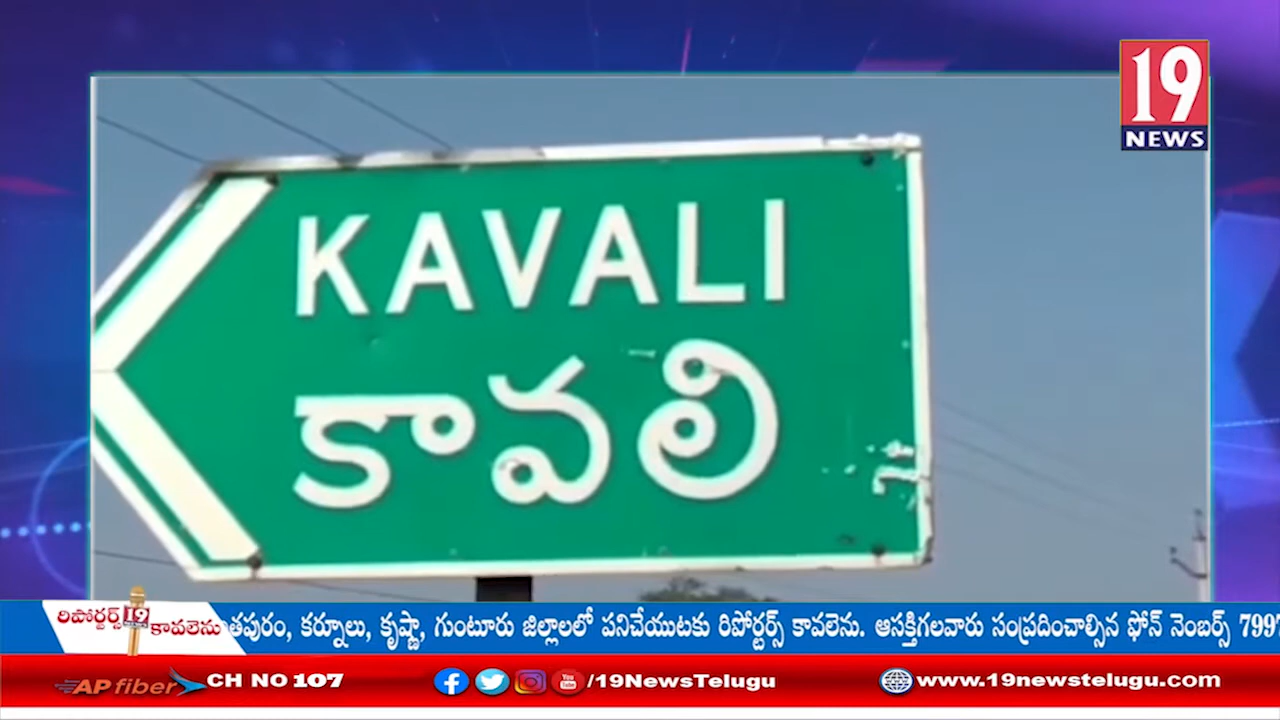 19
NEWS
KAVALI
కావలి
రిపోర్టర్స్ 19
కావలెను
తపురం, కర్నూలు, కృష్ణా, గుంటూరు జిల్లాలలో పనిచేయుటకు రిపోర్టర్స్ కావలెను. ఆసక్తిగలవారు సంప్రదించాల్సిన ఫోన్ నెంబర్స్ 799
AP fiber CH NO 107
/19NewsTelugu
www.19newstelugu.com